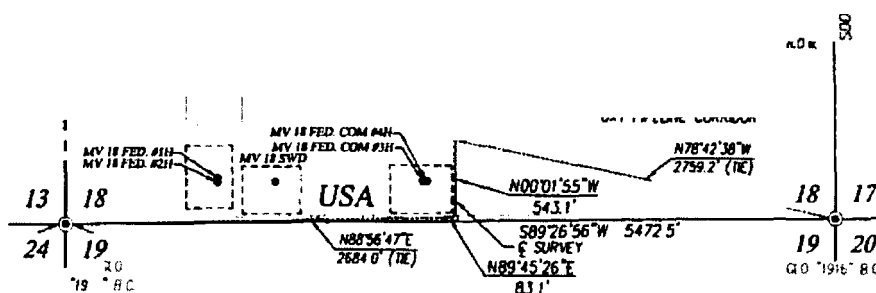 500
MV 18 FED. COM #4H
MV 18 FED. COM #3H
MV 18 FED. #1H
MV 18 FED. #2H
MV 18 SWD
N78°42'38"W
2759.2' (TIE)
USA
N00°01'55"W
543.1'
13 18
18 17
S89°26'56"W 5472.5'
℄ SURVEY
24 19
N88°56'47"E
2684.0' (TIE)
N89°45'26"E
83.1'
19 20
"19 B.C.
"1916" B.C.